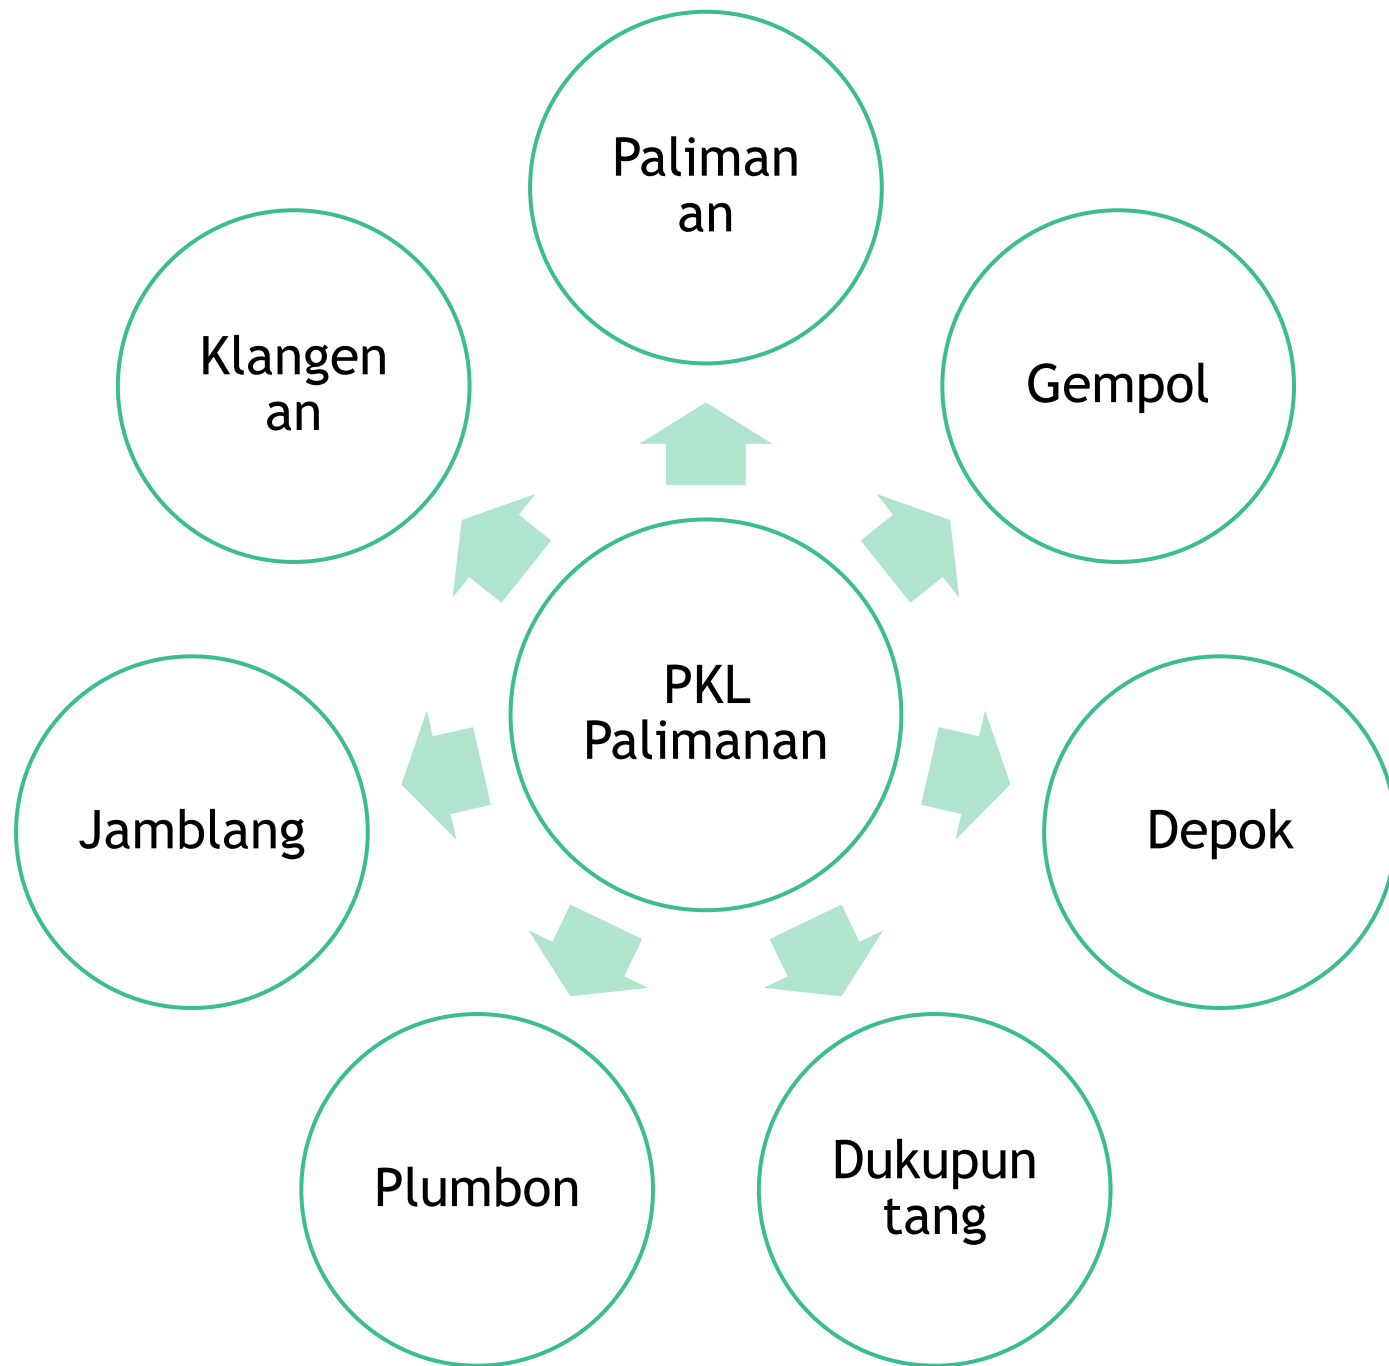 Paliman
an
Gempol
Depok
Dukupun
tang
Plumbon
Jamblang
Klangen
an
PKL
Palimanan